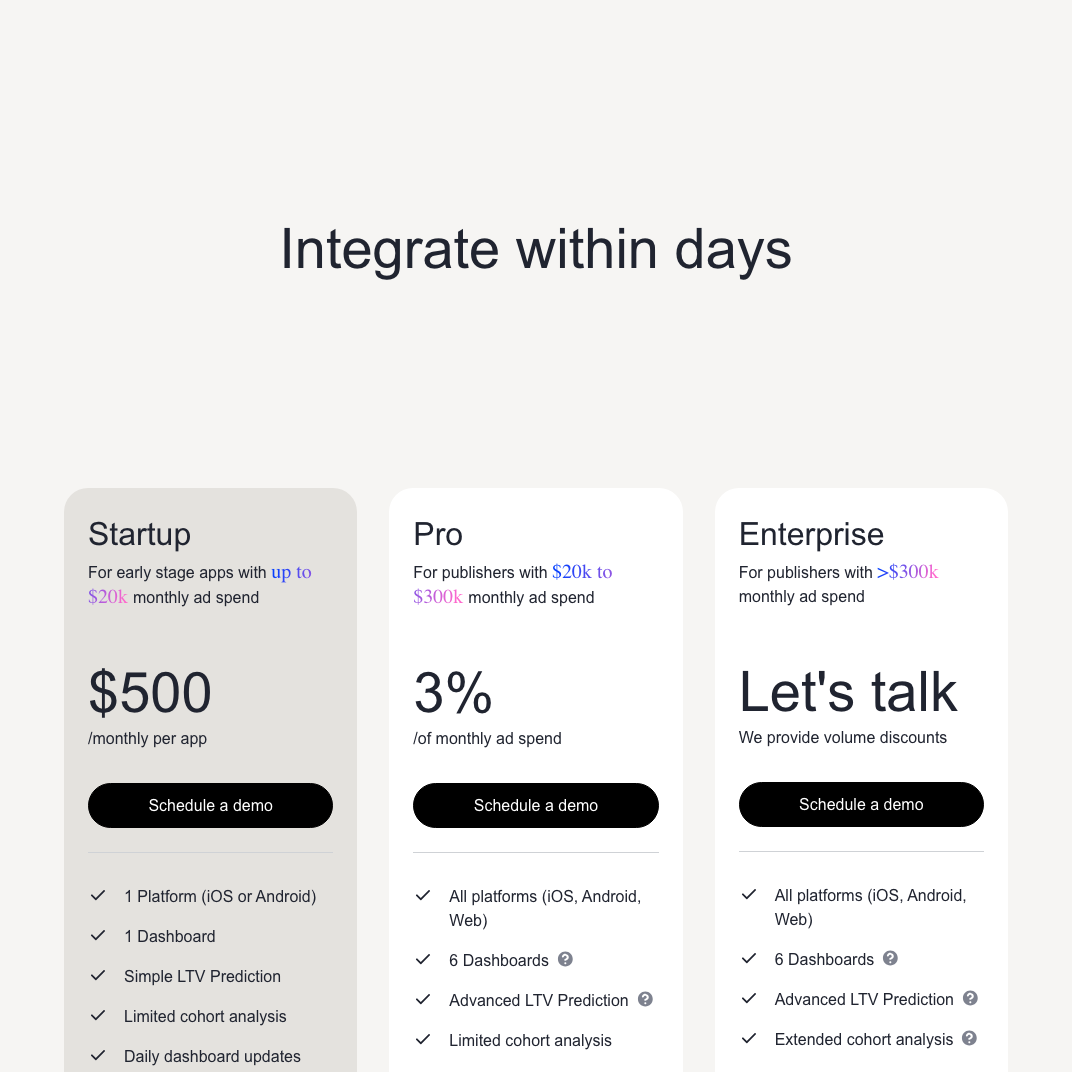 Integrate within days
Startup
For early stage apps with up to
$20k monthly ad spend
$500
/monthly per app
Schedule a demo
1 Platform (iOS or Android)
1 Dashboard
Simple LTV Prediction
Limited cohort analysis
Daily dashboard updates
Pro
For publishers with $20k to
$300k monthly ad spend
3%
/of monthly ad spend
Schedule a demo
All platforms (iOS, Android,
Web)
6 Dashboards
Advanced LTV Prediction
Limited cohort analysis
Enterprise
For publishers with >$300k
monthly ad spend
Let's talk
We provide volume discounts
Schedule a demo
All platforms (iOS, Android,
Web)
6 Dashboards
Advanced LTV Prediction
Extended cohort analysis